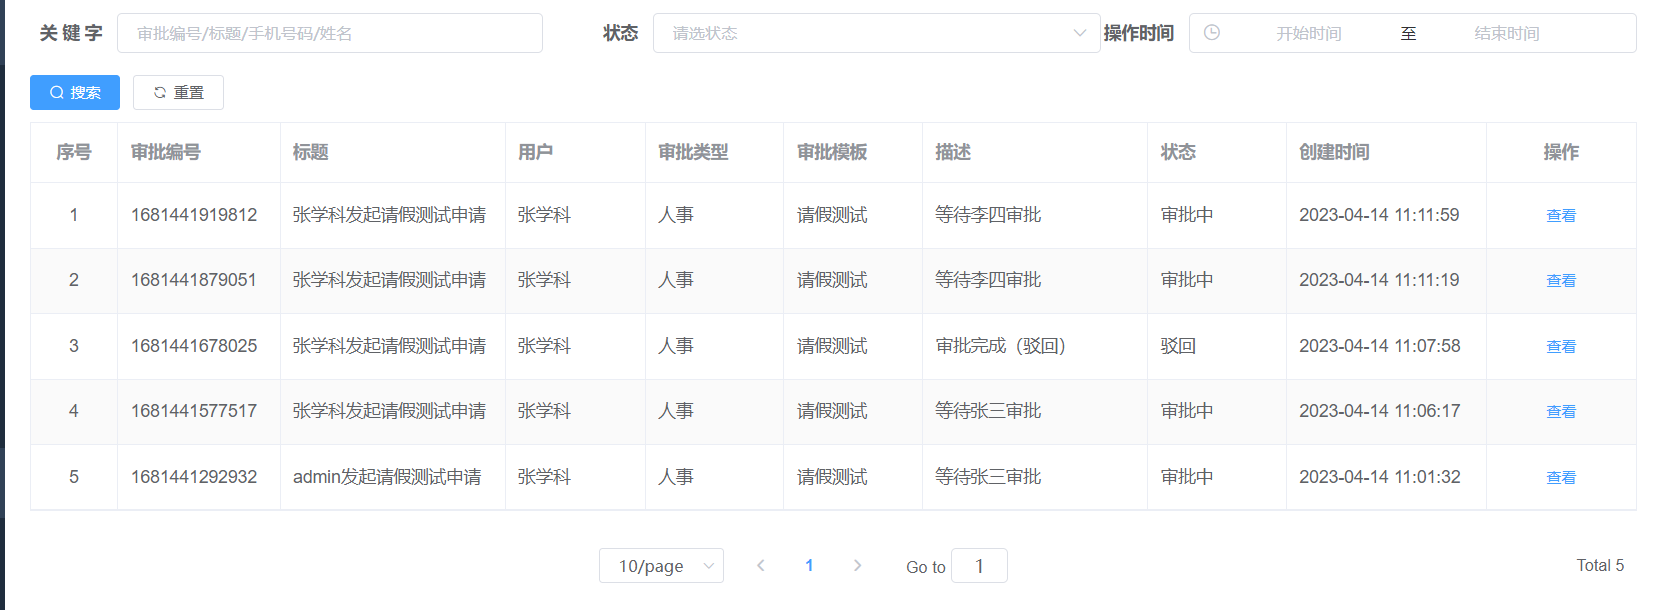 关 键 字 审批编号/标题/手机号码/姓名 状态 请选状态 操作时间 开始时间 至 结束时间
搜索 重置
序号 审批编号 标题 用户 审批类型 审批模板 描述 状态 创建时间 操作
1 1681441919812 张学科发起请假测试申请 张学科 人事 请假测试 等待李四审批 审批中 2023-04-14 11:11:59 查看
2 1681441879051 张学科发起请假测试申请 张学科 人事 请假测试 等待李四审批 审批中 2023-04-14 11:11:19 查看
3 1681441678025 张学科发起请假测试申请 张学科 人事 请假测试 审批完成（驳回） 驳回 2023-04-14 11:07:58 查看
4 1681441577517 张学科发起请假测试申请 张学科 人事 请假测试 等待张三审批 审批中 2023-04-14 11:06:17 查看
5 1681441292932 admin发起请假测试申请 张学科 人事 请假测试 等待张三审批 审批中 2023-04-14 11:01:32 查看
10/page 1 Go to 1 Total 5